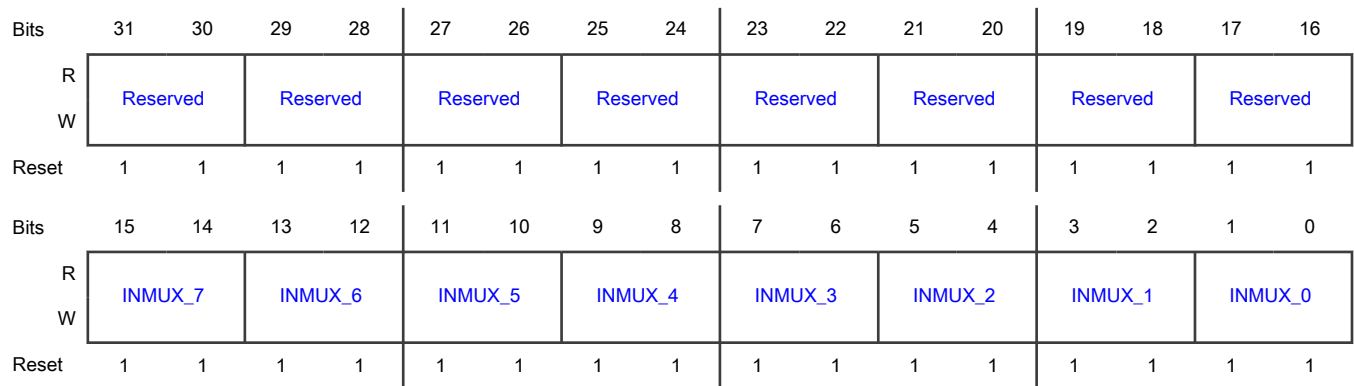 Bits 31 30 29 28 27 26 25 24 23 22 21 20 19 18 17 16
R
Reserved Reserved Reserved Reserved Reserved Reserved Reserved Reserved
W
Reset 1 1 1 1 1 1 1 1 1 1 1 1 1 1 1 1
Bits 15 14 13 12 11 10 9 8 7 6 5 4 3 2 1 0
R
INMUX_7 INMUX_6 INMUX_5 INMUX_4 INMUX_3 INMUX_2 INMUX_1 INMUX_0
W
Reset 1 1 1 1 1 1 1 1 1 1 1 1 1 1 1 1